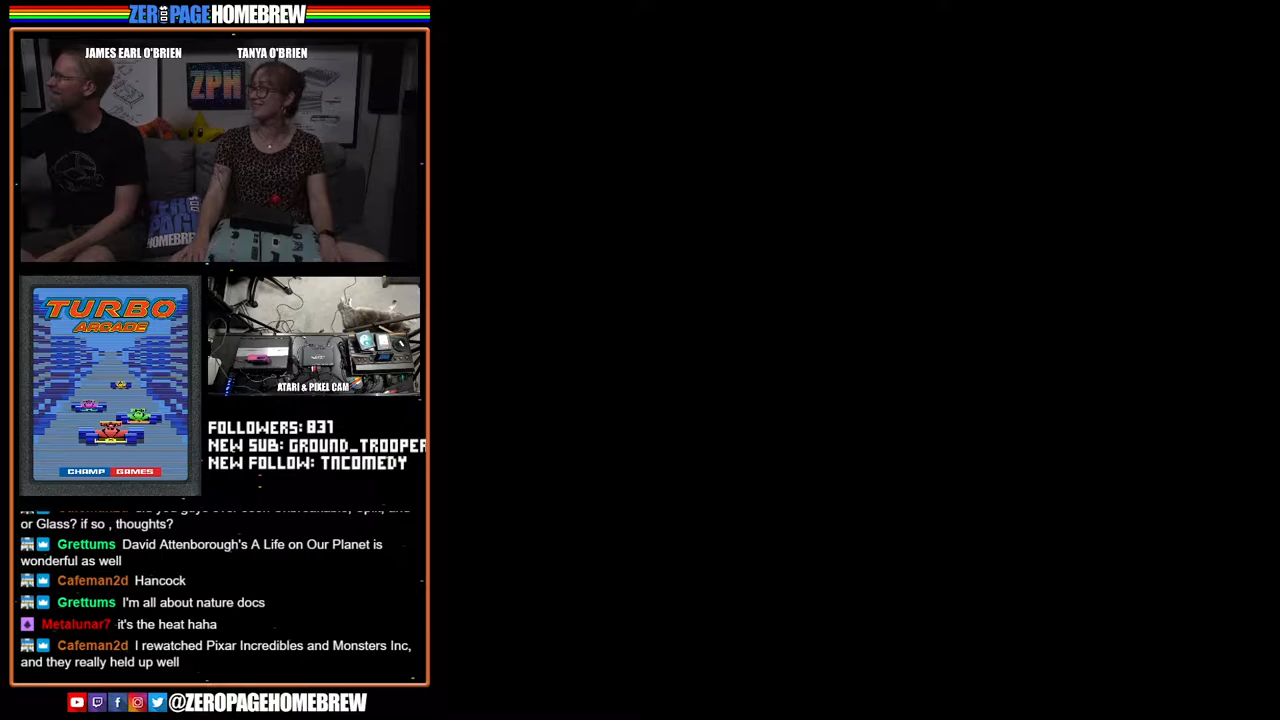 ZEROPAGEHOMEBREW
JAMES EARL O'BRIEN
TANYA O'BRIEN
ZPH
ZERO
PAGE
HOMEBREW
TURBO
ARCADE
CHAMP GAMES
ATARI & PIXEL CAM
FOLLOWERS: 831
NEW SUB: GROUND_TROOPER
NEW FOLLOW: TNCOMEDY
or Glass? if so , thoughts?
Grettums David Attenborough's A Life on Our Planet is
wonderful as well
Cafeman2d Hancock
Grettums I'm all about nature docs
Metalunar7 it's the heat haha
Cafeman2d I rewatched Pixar Incredibles and Monsters Inc,
and they really held up well
@ZEROPAGEHOMEBREW